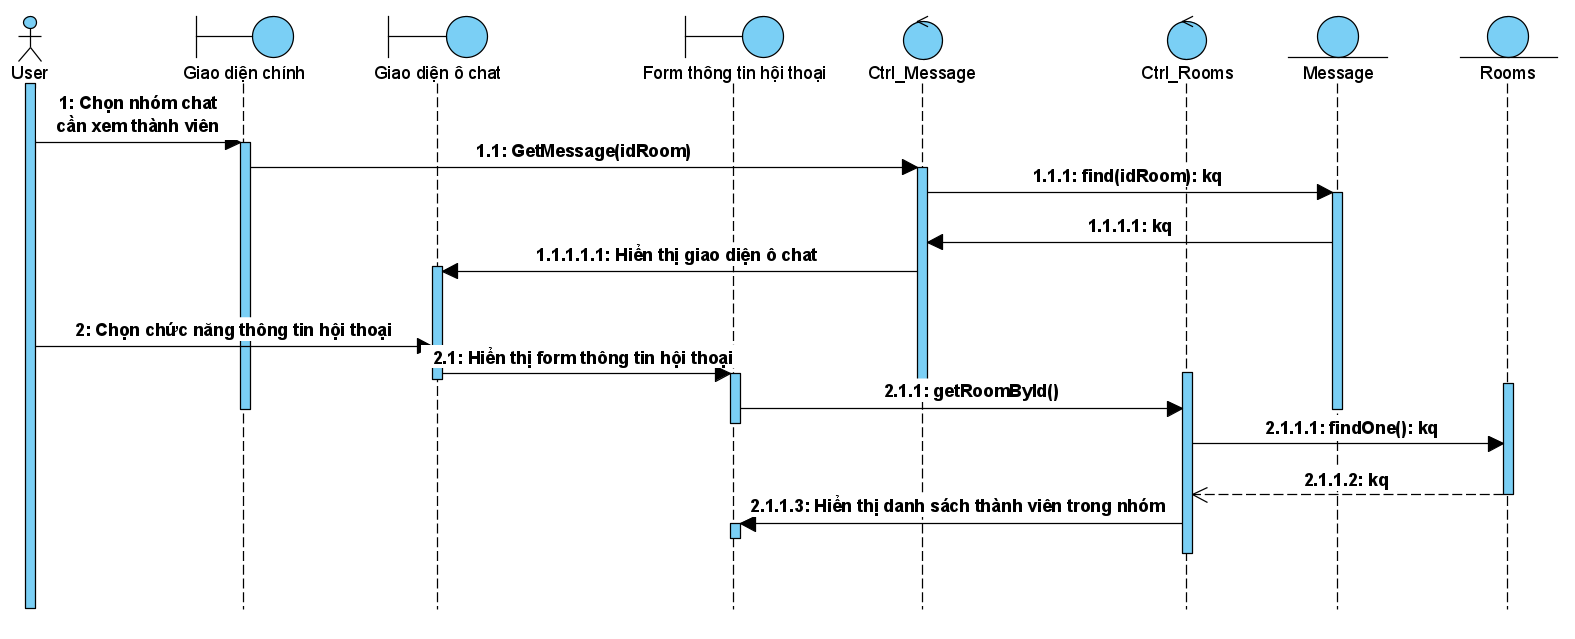 User
Giao diện chính
Giao diện ô chat
Form thông tin hội thoại
Ctrl_Message
Ctrl_Rooms
Message
Rooms
1: Chọn nhóm chat
cần xem thành viên
1.1: GetMessage(idRoom)
1.1.1: find(idRoom): kq
1.1.1.1: kq
1.1.1.1.1: Hiển thị giao diện ô chat
2: Chọn chức năng thông tin hội thoại
2.1: Hiển thị form thông tin hội thoại
2.1.1: getRoomById()
2.1.1.1: findOne(): kq
2.1.1.2: kq
2.1.1.3: Hiển thị danh sách thành viên trong nhóm